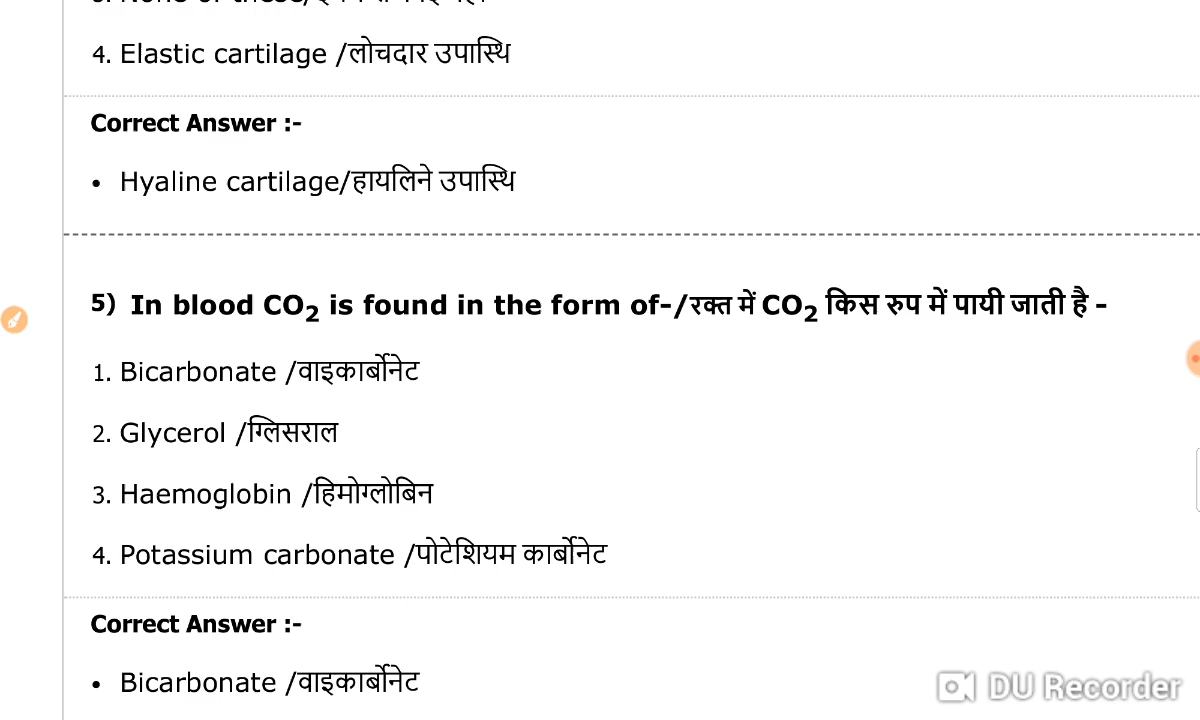 4. Elastic cartilage /लोचदार उपास्थि
Correct Answer :-
• Hyaline cartilage/हायलिने उपास्थि
5) In blood CO₂ is found in the form of-/रक्त में CO₂ किस रुप में पायी जाती है -
1. Bicarbonate /वाइकार्बोनेट
2. Glycerol /ग्लिसराल
3. Haemoglobin /हिमोग्लोबिन
4. Potassium carbonate /पोटेशियम कार्बोनेट
Correct Answer :-
• Bicarbonate /वाइकार्बोनेट
DU Recorder